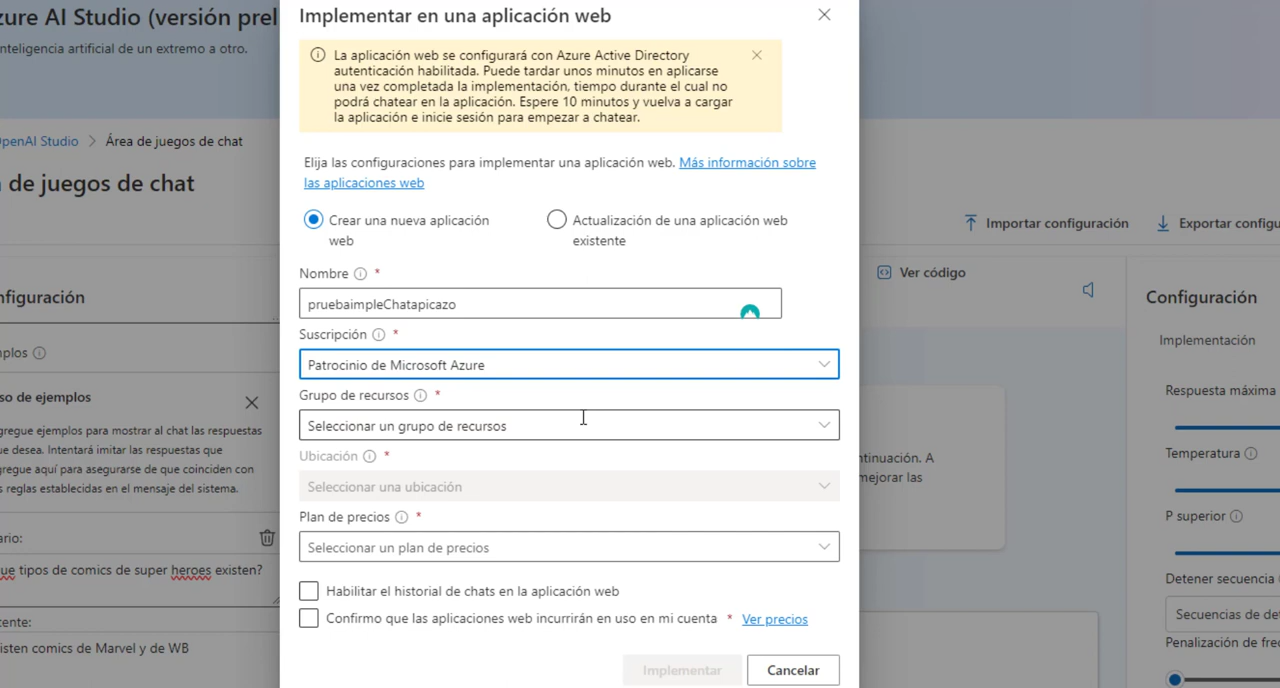 zure AI Studio (versión prel
nteligencia artificial de un extremo a otro.
penAI Studio > Área de juegos de chat
de juegos de chat
Importar configuración
Exportar configu
nfiguración
plos
so de ejemplos
gregue ejemplos para mostrar al chat las respuestas
ue desea. Intentará imitar las respuestas que
gregue aquí para asegurarse de que coinciden con
s reglas establecidas en el mensaje del sistema.
ario:
ue tipos de comics de super heroes existen?
tente:
isten comics de Marvel y de WB
Implementar en una aplicación web
La aplicación web se configurará con Azure Active Directory
autenticación habilitada. Puede tardar unos minutos en aplicarse
una vez completada la implementación, tiempo durante el cual no
podrá chatear en la aplicación. Espere 10 minutos y vuelva a cargar
la aplicación e inicie sesión para empezar a chatear.
Elija las configuraciones para implementar una aplicación web. Más información sobre
las aplicaciones web
Crear una nueva aplicación
web
Actualización de una aplicación web
existente
Nombre *
pruebaimpleChatapicazo
Suscripción *
Patrocinio de Microsoft Azure
Grupo de recursos *
Seleccionar un grupo de recursos
Ubicación *
Seleccionar una ubicación
Plan de precios *
Seleccionar un plan de precios
Habilitar el historial de chats en la aplicación web
Confirmo que las aplicaciones web incurrirán en uso en mi cuenta * Ver precios
Implementar
Cancelar
Ver código
ntinuación. A
mejorar las
Configuración
Implementación
Respuesta máxima
Temperatura
P superior
Detener secuencia
Secuencias de det
Penalización de frec